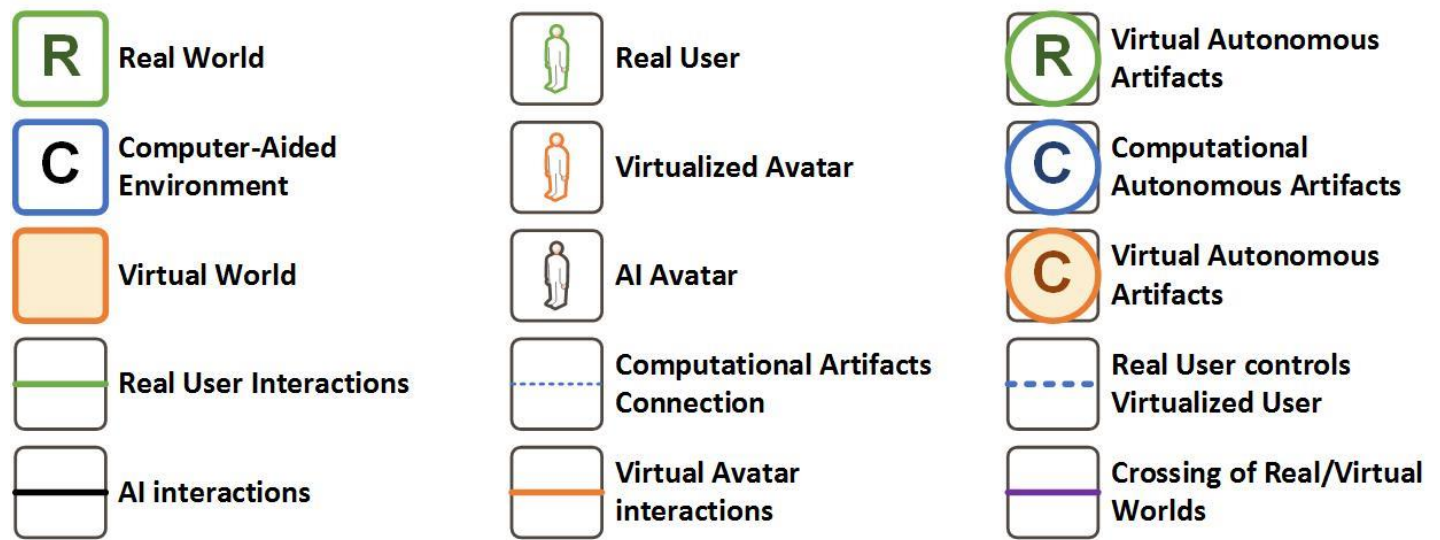 R Real World
Real User
R Virtual Autonomous
Artifacts
C Computer-Aided
Environment
Virtualized Avatar
C Computational
Autonomous Artifacts
Virtual World
AI Avatar
C Virtual Autonomous
Artifacts
Real User Interactions
Computational Artifacts
Connection
Real User controls
Virtualized User
AI interactions
Virtual Avatar
interactions
Crossing of Real/Virtual
Worlds